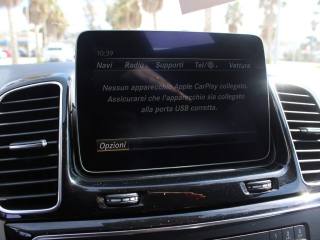 10:39
Navi Radio Supporti Tel/ Vettura
Nessun apparecchio Apple CarPlay collegato.
Assicurarsi che l'apparecchio sia collegato
alla porta USB corretta.
Opzioni